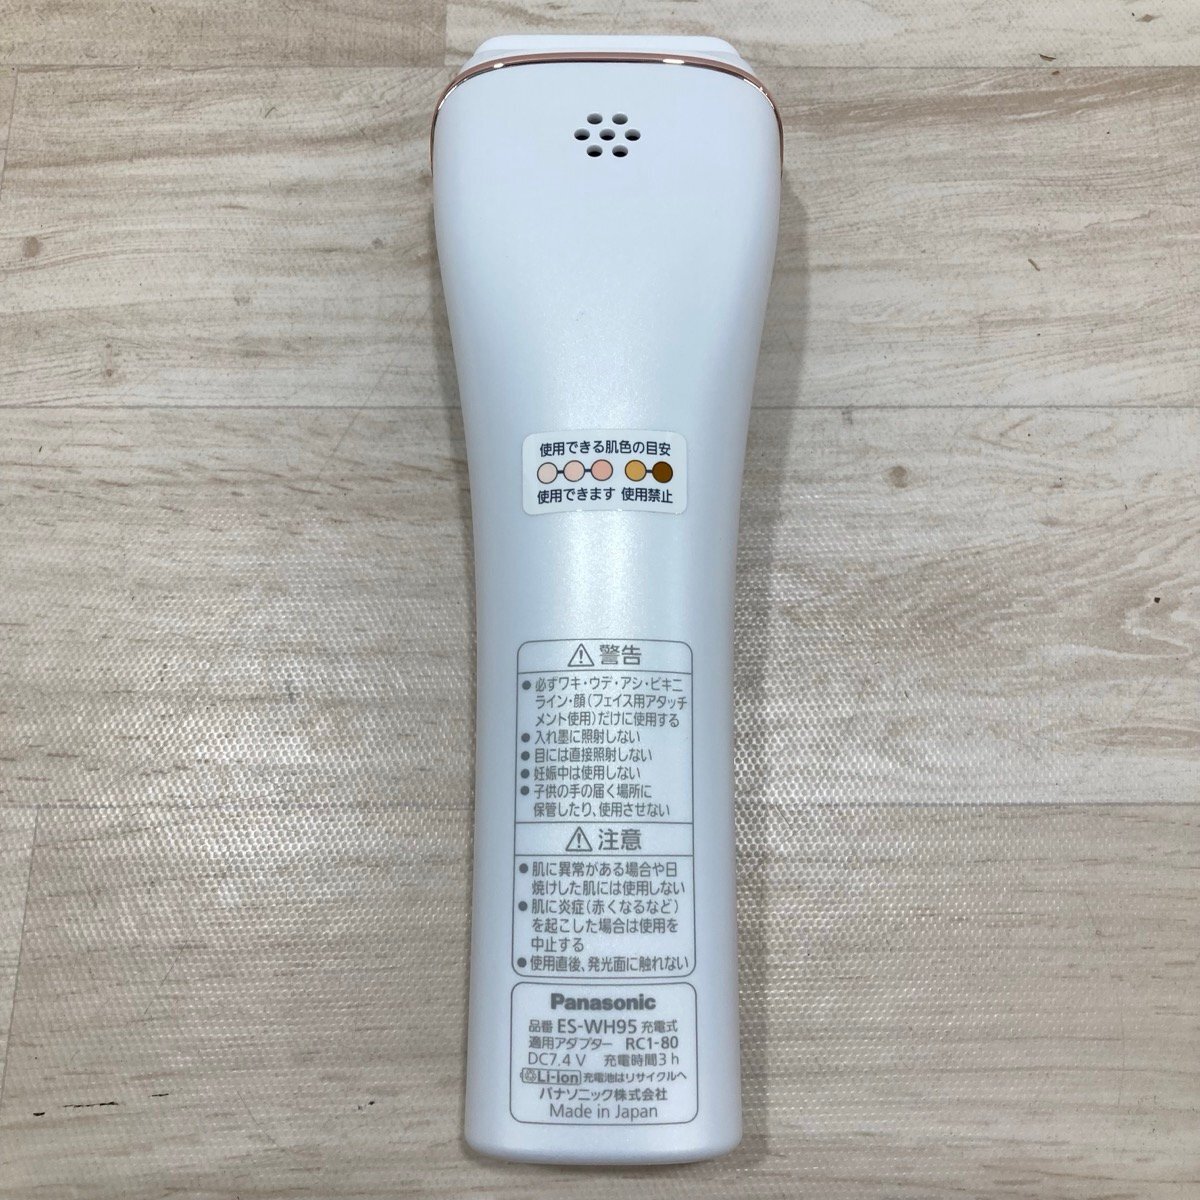 使用できる肌色の目安
使用できます 使用禁止
警告
●必ずワキ・ウデ・アシ・ビキニ
ライン・顔(フェイス用アタッチ
メント使用)だけに使用する
●入れ墨に照射しない
●目には直接照射しない
●妊娠中は使用しない
●子供の手の届く場所に
保管したり、使用させない
注意
●肌に異常がある場合や日
焼けした肌には使用しない
●肌に炎症(赤くなるなど)
を起こした場合は使用を
中止する
●使用直後、発光面に触れない
Panasonic
品番 ES-WH95 充電式
適用アダプター RC1-80
DC7.4V 充電時間3h
Li-ion 充電池はリサイクルへ
パナソニック株式会社
Made in Japan